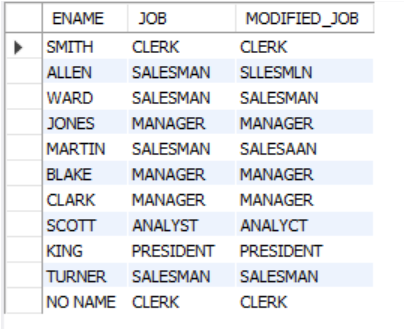 ENAME JOB MODIFIED_JOB
SMITH CLERK CLERK
ALLEN SALESMAN SLLESMLN
WARD SALESMAN SALESMAN
JONES MANAGER MANAGER
MARTIN SALESMAN SALESAAN
BLAKE MANAGER MANAGER
CLARK MANAGER MANAGER
SCOTT ANALYST ANALYCT
KING PRESIDENT PRESIDENT
TURNER SALESMAN SALESMAN
NO NAME CLERK CLERK